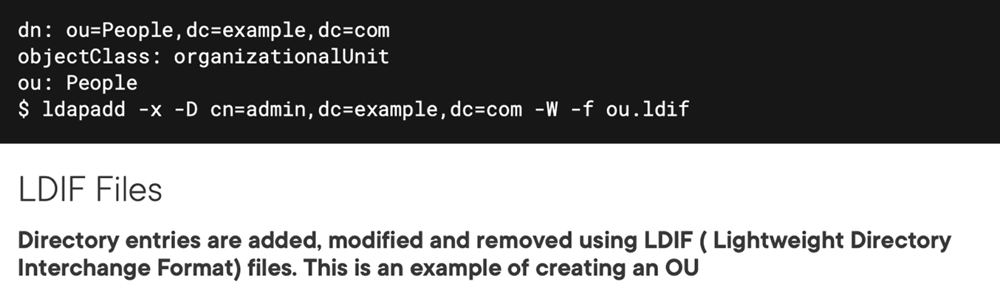 dn: ou=People,dc=example,dc=com
objectClass: organizationalUnit
ou: People
$ ldapadd -x -D cn=admin,dc=example,dc=com -W -f ou.ldif
LDIF Files
Directory entries are added, modified and removed using LDIF ( Lightweight Directory
Interchange Format) files. This is an example of creating an OU